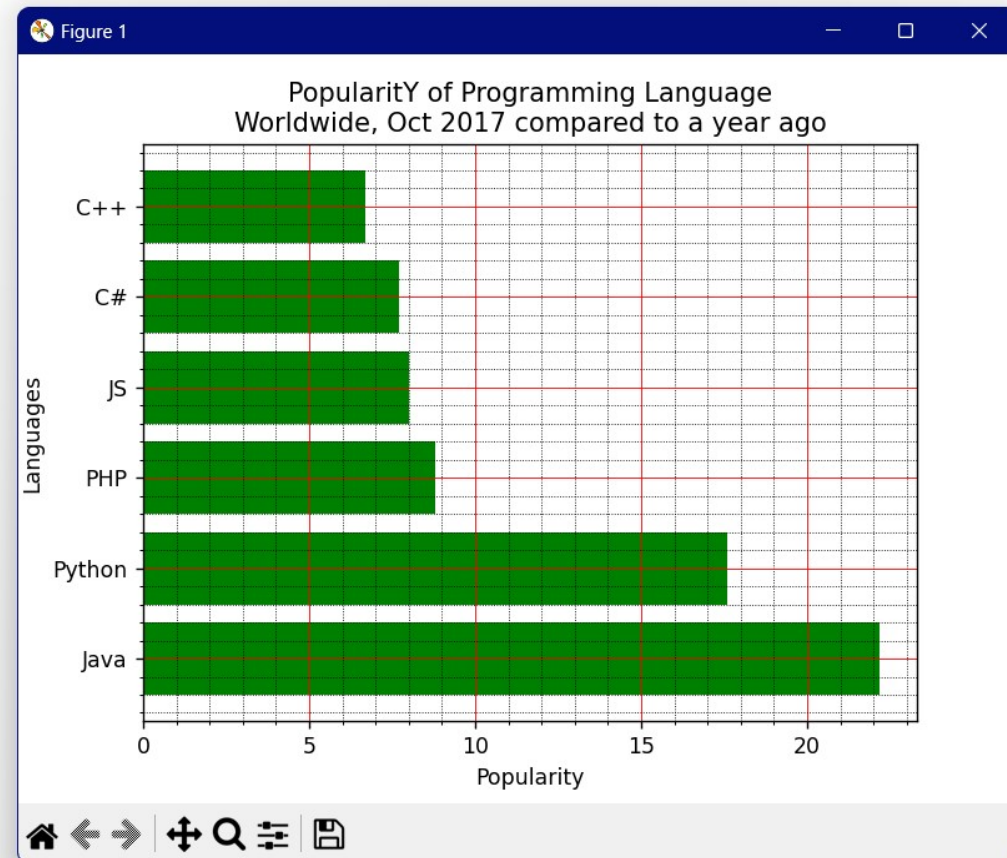 Figure 1
PopularitY of Programming Language
Worldwide, Oct 2017 compared to a year ago
C++
C#
JS
PHP
Python
Java
Languages
0 5 10 15 20
Popularity